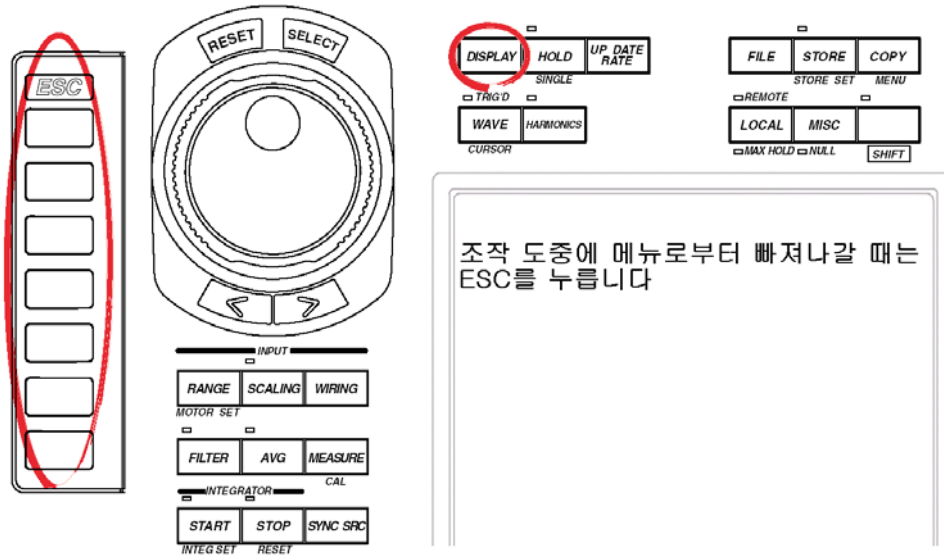 ESC
RESET
SELECT
DISPLAY
HOLD
UP DATE
RATE
SINGLE
TRIG'D
WAVE
HARMONICS
CURSOR
FILE
STORE
COPY
STORE SET
MENU
REMOTE
LOCAL
MISC
MAX HOLD
NULL
SHIFT
조작 도중에 메뉴로부터 빠져나갈 때는
ESC를 누릅니다
INPUT
RANGE
SCALING
WIRING
MOTOR SET
FILTER
AVG
MEASURE
CAL
INTEGRATOR
START
STOP
SYNC SRC
INTEG SET
RESET